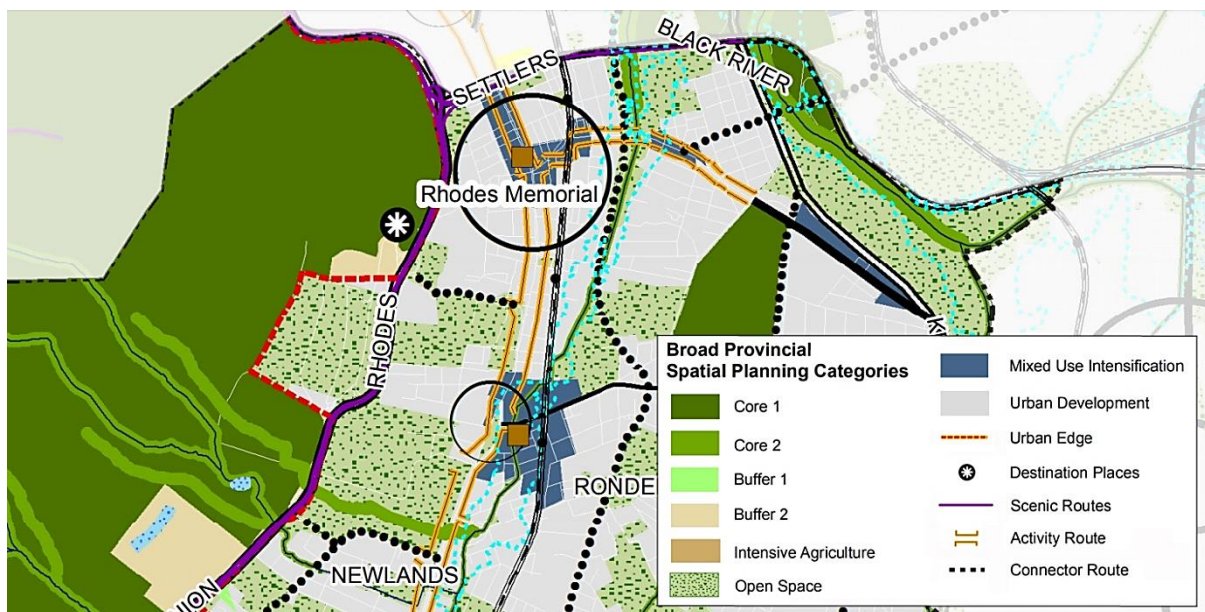 BLACK RIVER
SETTLERS
Rhodes Memorial
RHODES
RONDE
NEWLANDS
NION
Broad Provincial
Spatial Planning Categories
Core 1
Core 2
Buffer 1
Buffer 2
Intensive Agriculture
Open Space
Mixed Use Intensification
Urban Development
Urban Edge
Destination Places
Scenic Routes
Activity Route
Connector Route